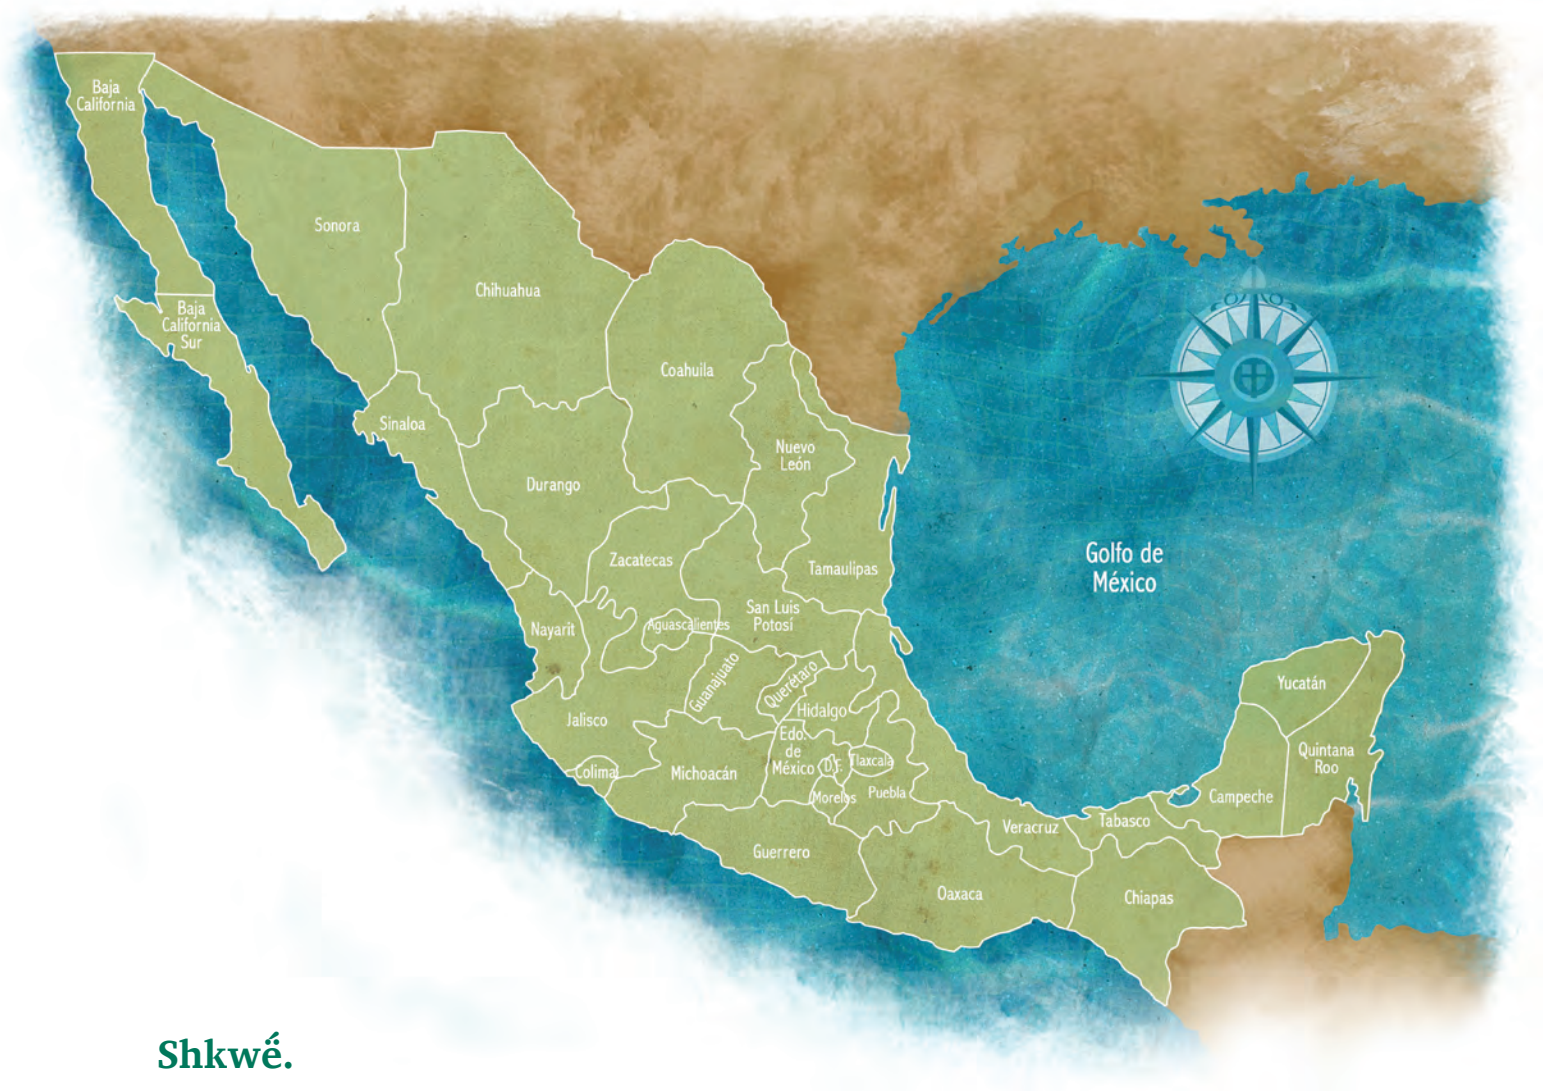 Baja
California
Sonora
Chihuahua
Baja
California
Sur
Coahuila
Sinaloa
Nuevo
León
Durango
Golfo de
México
Zacatecas
Tamaulipas
San Luis
Potosí
Nayarit
Aguascalientes
Guanajuato
Querétaro
Yucatán
Jalisco
Hidalgo
Edo.
de
México
D.F.
Tlaxcala
Quintana
Roo
Colima
Michoacán
Morelos
Puebla
Campeche
Veracruz
Tabasco
Guerrero
Oaxaca
Chiapas
Shkwḗ.